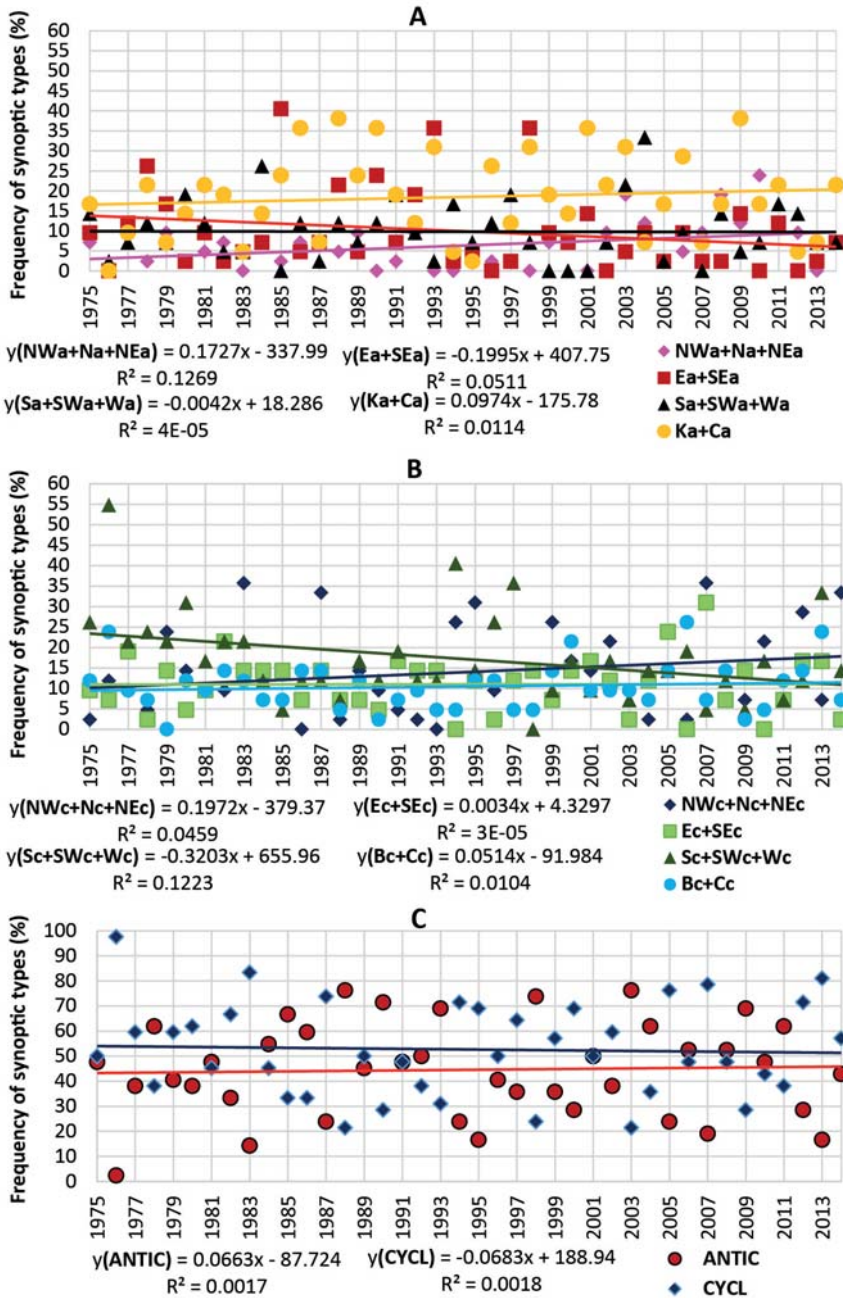 A
Frequency of synoptic types (%)
60
55
50
45
40
35
30
25
20
15
10
5
0
1975 1977 1979 1981 1983 1985 1987 1989 1991 1993 1995 1997 1999 2001 2003 2005 2007 2009 2011 2013
y(NWa+Na+NEa) = 0.1727x - 337.99
R² = 0.1269
y(Ea+SEa) = -0.1995x + 407.75
R² = 0.0511
y(Sa+SWa+Wa) = -0.0042x + 18.286
R² = 4E-05
y(Ka+Ca) = 0.0974x - 175.78
R² = 0.0114
NWa+Na+NEa
Ea+SEa
Sa+SWa+Wa
Ka+Ca
B
Frequency of synoptic types (%)
60
55
50
45
40
35
30
25
20
15
10
5
0
1975 1977 1979 1981 1983 1985 1987 1989 1991 1993 1995 1997 1999 2001 2003 2005 2007 2009 2011 2013
y(NWc+Nc+NEc) = 0.1972x - 379.37
R² = 0.0459
y(Ec+SEc) = 0.0034x + 4.3297
R² = 3E-05
y(Sc+SWc+Wc) = -0.3203x + 655.96
R² = 0.1223
y(Bc+Cc) = 0.0514x - 91.984
R² = 0.0104
NWc+Nc+NEc
Ec+SEc
Sc+SWc+Wc
Bc+Cc
C
Frequency of synoptic types (%)
100
90
80
70
60
50
40
30
20
10
0
1975 1977 1979 1981 1983 1985 1987 1989 1991 1993 1995 1997 1999 2001 2003 2005 2007 2009 2011 2013
y(ANTIC) = 0.0663x - 87.724
R² = 0.0017
y(CYCL) = -0.0683x + 188.94
R² = 0.0018
ANTIC
CYCL